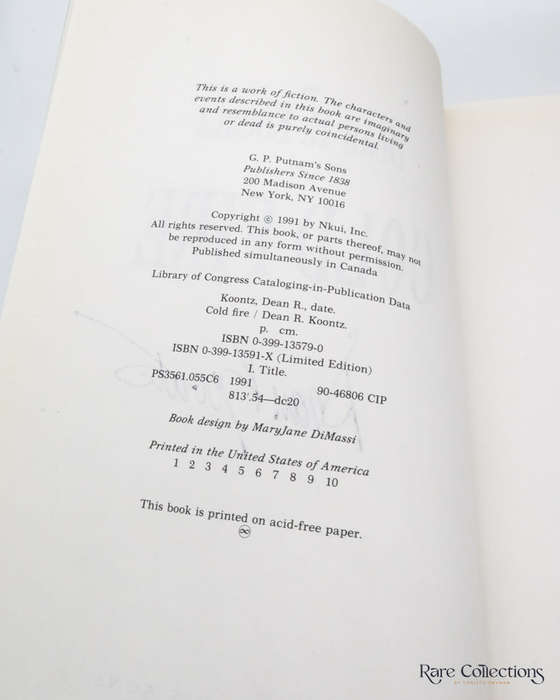 This is a work of fiction. The characters and
events described in this book are imaginary
and resemblance to actual persons living
or dead is purely coincidental.
G. P. Putnam's Sons
Publishers Since 1838
200 Madison Avenue
New York, NY 10016
Copyright © 1991 by Nkui, Inc.
All rights reserved. This book, or parts thereof, may not
be reproduced in any form without permission.
Published simultaneously in Canada
Library of Congress Cataloging-in-Publication Data
Koontz, Dean R., date.
Cold fire / Dean R. Koontz.
p. cm.
ISBN 0-399-13579-0
ISBN 0-399-13591-X (Limited Edition)
I. Title.
PS3561.055C6 1991 90-46806 CIP
813'.54—dc20
Book design by MaryJane DiMassi
Printed in the United States of America
1 2 3 4 5 6 7 8 9 10
This book is printed on acid-free paper.
∞
Rare Collections